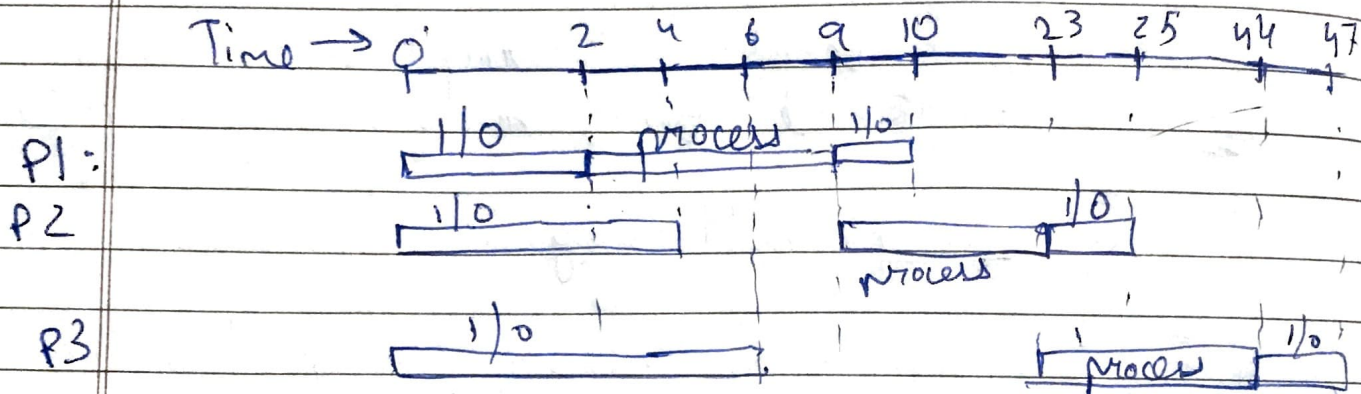 Time → 0 2 4 6 9 10 23 25 44 47
P1: I/O process I/O
P2 I/O I/O
process
P3 I/O process I/O